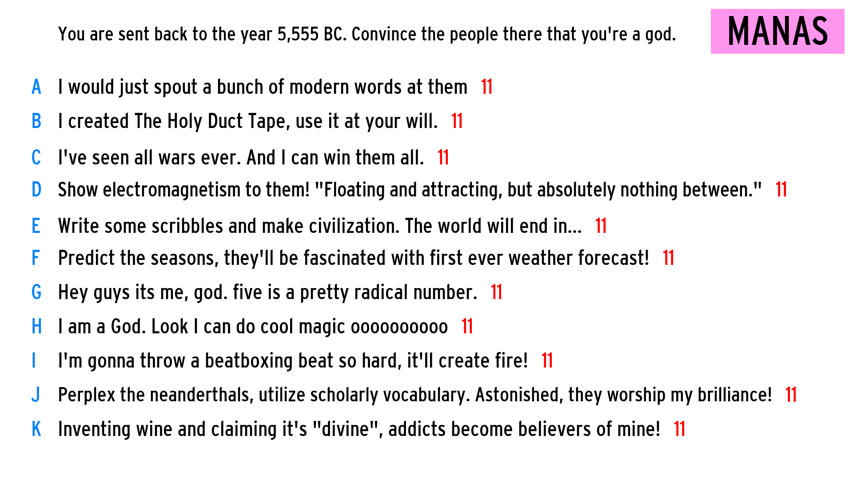 You are sent back to the year 5,555 BC. Convince the people there that you're a god.
MANAS
A I would just spout a bunch of modern words at them 11
B I created The Holy Duct Tape, use it at your will. 11
C I've seen all wars ever. And I can win them all. 11
D Show electromagnetism to them! "Floating and attracting, but absolutely nothing between." 11
E Write some scribbles and make civilization. The world will end in... 11
F Predict the seasons, they'll be fascinated with first ever weather forecast! 11
G Hey guys its me, god. five is a pretty radical number. 11
H I am a God. Look I can do cool magic oooooooooo 11
I I'm gonna throw a beatboxing beat so hard, it'll create fire! 11
J Perplex the neanderthals, utilize scholarly vocabulary. Astonished, they worship my brilliance! 11
K Inventing wine and claiming it's "divine", addicts become believers of mine! 11